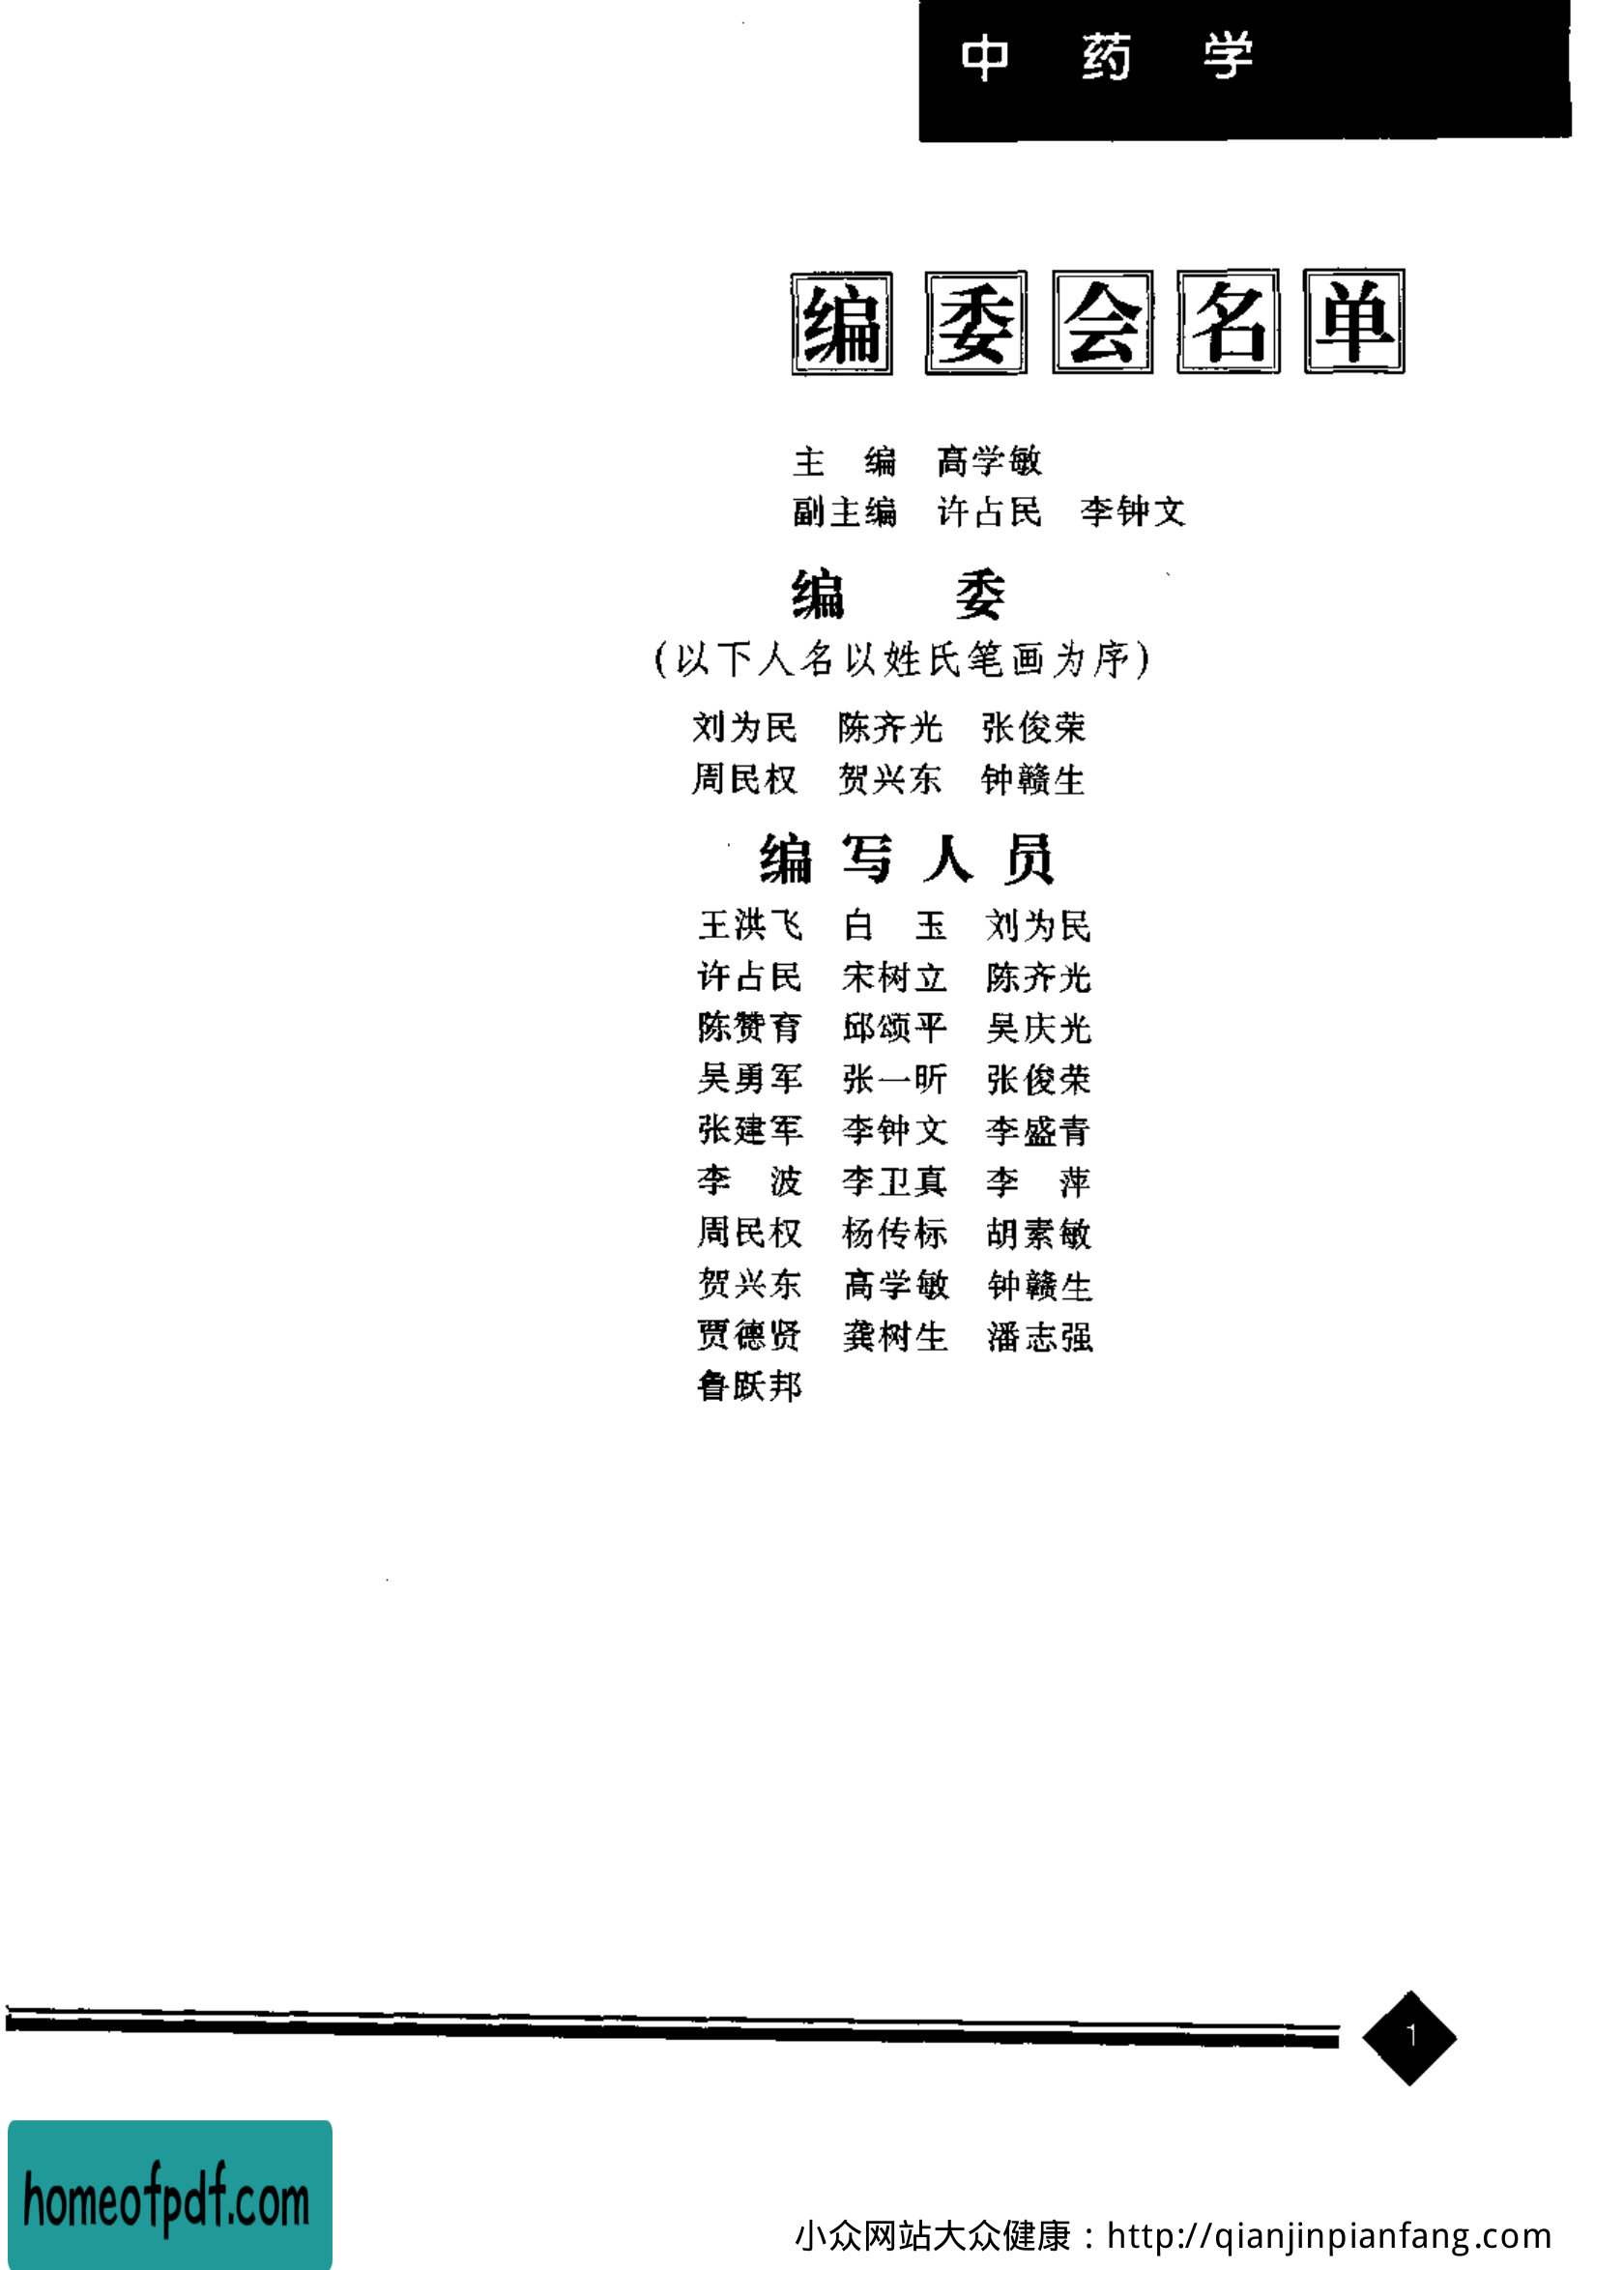 中药学
编委会名单
主　编　高学敏
副主编　许占民　李钟文
编　委
(以下人名以姓氏笔画为序)
刘为民　陈齐光　张俊荣
周民权　贺兴东　钟赣生
编写人员
王洪飞　白　玉　刘为民
许占民　宋树立　陈齐光
陈赞育　邱颂平　吴庆光
吴勇军　张一昕　张俊荣
张建军　李钟文　李盛青
李　波　李卫真　李　萍
周民权　杨传标　胡素敏
贺兴东　高学敏　钟赣生
贾德贤　龚树生　潘志强
鲁跃邦
1
homeofpdf.com
小众网站大众健康：http://qianjinpianfang.com